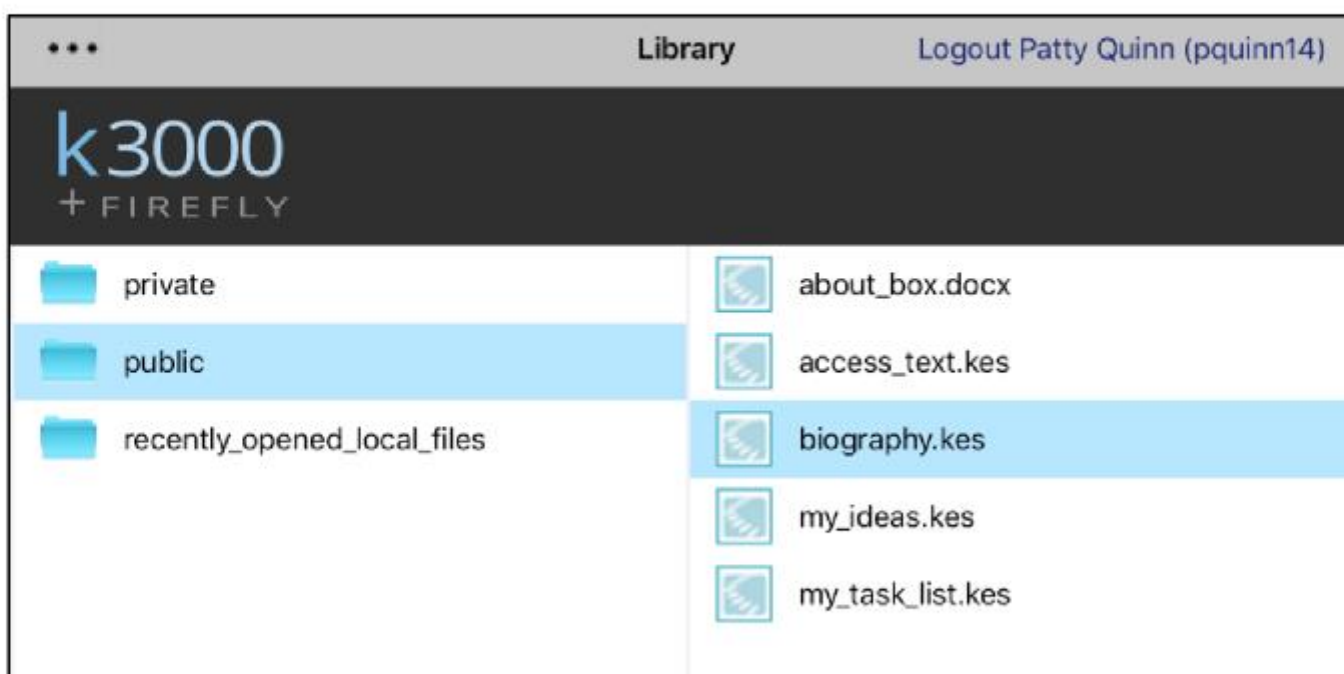 ••• Library Logout Patty Quinn (pquinn14)
k3000
+ FIREFLY
private
public
recently_opened_local_files
about_box.docx
access_text.kes
biography.kes
my_ideas.kes
my_task_list.kes